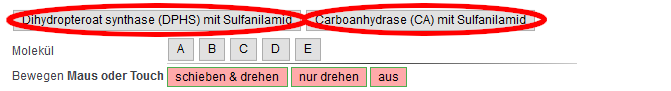 Dihydropteroat synthase (DPHS) mit Sulfanilamid Carboanhydrase (CA) mit Sulfanilamid
Molekül A B C D E
Bewegen Maus oder Touch schieben & drehen nur drehen aus